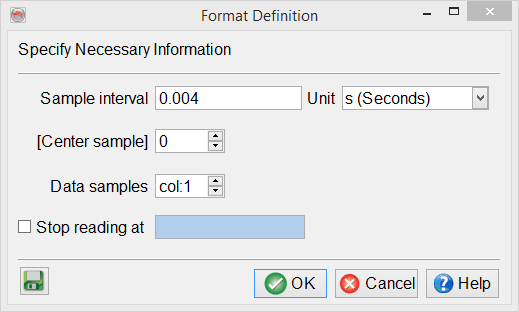 Format Definition
Specify Necessary Information
Sample interval 0.004 Unit s (Seconds)
[Center sample] 0
Data samples col:1
Stop reading at
OK Cancel Help